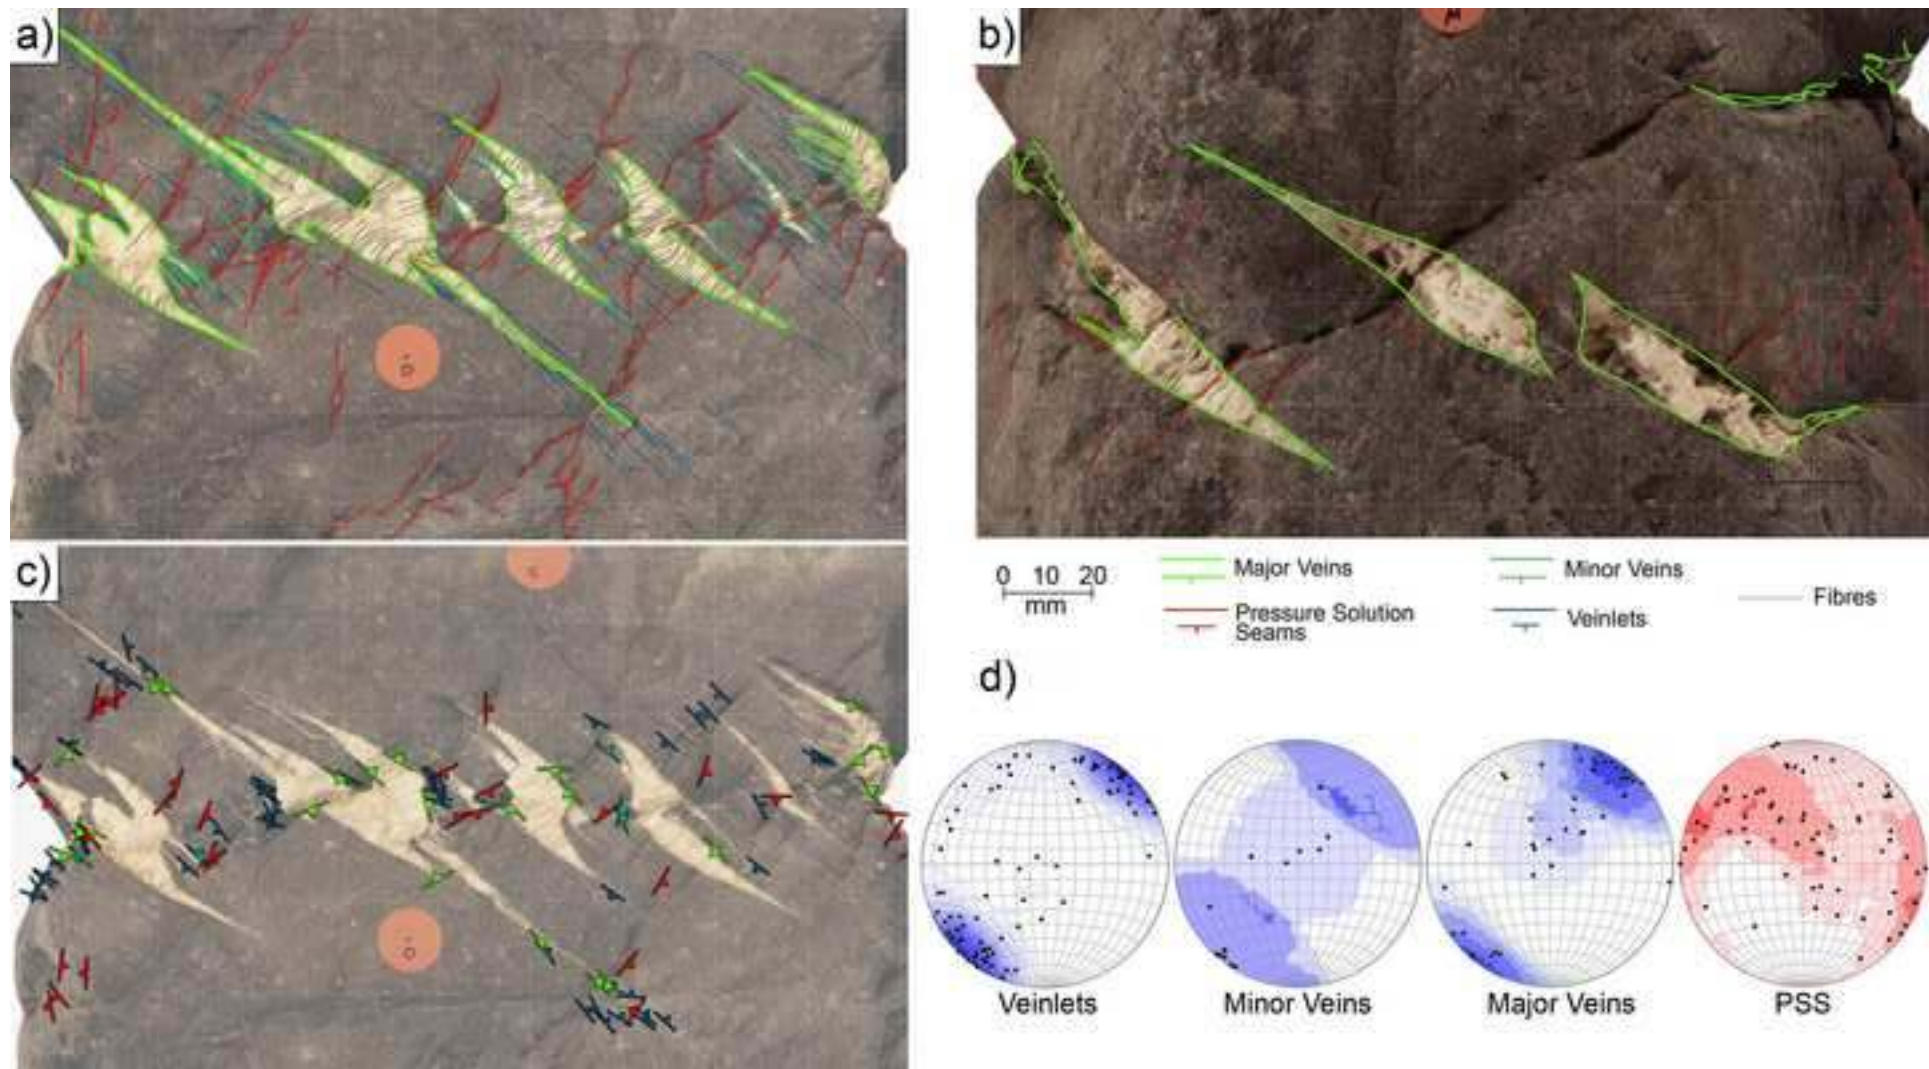 a)
b)
c)
0 10 20
mm
Major Veins
Minor Veins
Pressure Solution
Seams
Veinlets
Fibres
d)
Veinlets
Minor Veins
Major Veins
PSS